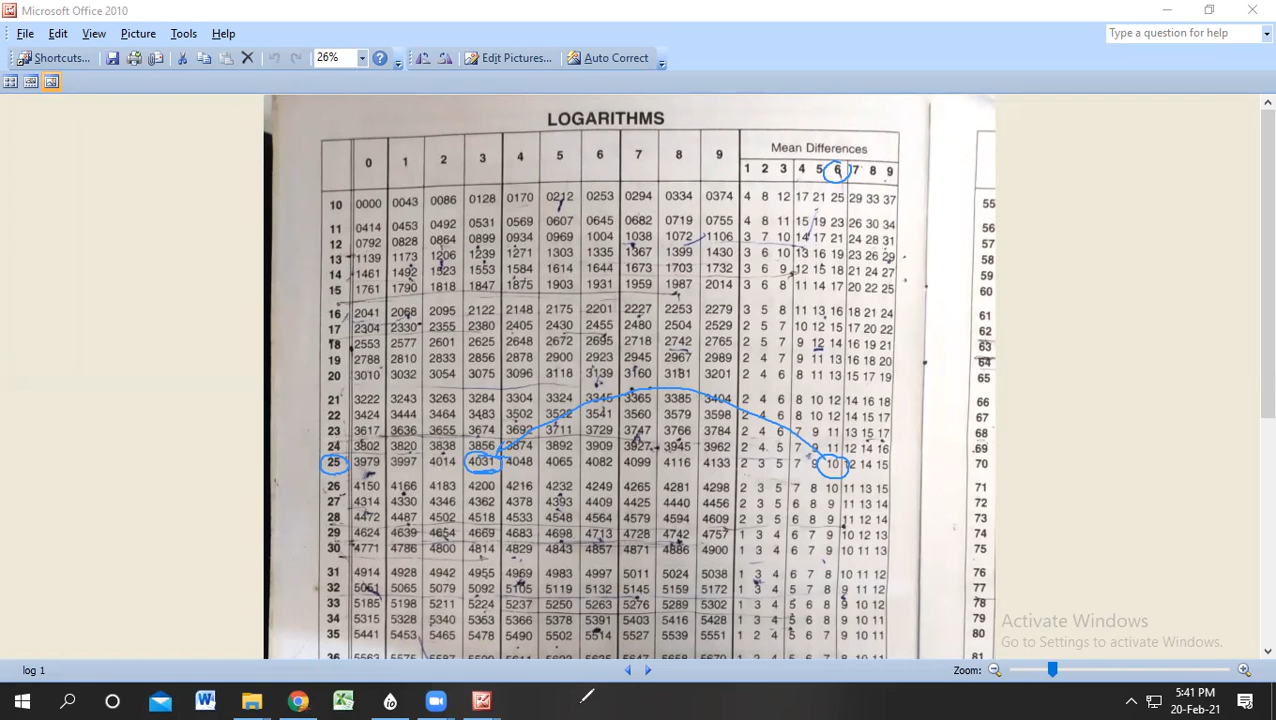 Microsoft Office 2010
File Edit View Picture Tools Help Type a question for help
Shortcuts... 26% Edit Pictures... Auto Correct
LOGARITHMS
Mean Differences
0 1 2 3 4 5 6 7 8 9 1 2 3 4 5 6 7 8 9
10 0000 0043 0086 0128 0170 0212 0253 0294 0334 0374 4 8 12 17 21 25 29 33 37
55
11 0414 0453 0492 0531 0569 0607 0645 0682 0719 0755 4 8 11 15 19 23 26 30 34
56
12 0792 0828 0864 0899 0934 0969 1004 1038 1072 1106 3 7 10 14 17 21 24 28 31
57
13 1139 1173 1206 1239 1271 1303 1335 1367 1399 1430 3 6 10 13 16 19 23 26 29
58
14 1461 1492 1523 1553 1584 1614 1644 1673 1703 1732 3 6 9 12 15 18 21 24 27
59
15 1761 1790 1818 1847 1875 1903 1931 1959 1987 2014 3 6 8 11 14 17 20 22 25
60
16 2041 2068 2095 2122 2148 2175 2201 2227 2253 2279 3 5 8 11 13 16 18 21 24
61
17 2304 2330 2355 2380 2405 2430 2455 2480 2504 2529 2 5 7 10 12 15 17 20 22
62
18 2553 2577 2601 2625 2648 2672 2695 2718 2742 2765 2 5 7 9 12 14 16 19 21
63
19 2788 2810 2833 2856 2878 2900 2923 2945 2967 2989 2 4 7 9 11 13 16 18 20
64
20 3010 3032 3054 3075 3096 3118 3139 3160 3181 3201 2 4 6 8 11 13 15 17 19
65
21 3222 3243 3263 3284 3304 3324 3345 3365 3385 3404 2 4 6 8 10 12 14 16 18
66
22 3424 3444 3464 3483 3502 3522 3541 3560 3579 3598 2 4 6 8 10 12 14 15 17
67
23 3617 3636 3655 3674 3692 3711 3729 3747 3766 3784 2 4 6 7 9 11 13 15 17
68
24 3802 3820 3838 3856 3874 3892 3909 3927 3945 3962 2 4 5 7 9 11 12 14 16
69
25 3979 3997 4014 4031 4048 4065 4082 4099 4116 4133 2 3 5 7 9 10 12 14 15
70
26 4150 4166 4183 4200 4216 4232 4249 4265 4281 4298 2 3 5 7 8 10 11 13 15
71
27 4314 4330 4346 4362 4378 4393 4409 4425 4440 4456 2 3 5 6 8 9 11 13 14
72
28 4472 4487 4502 4518 4533 4548 4564 4579 4594 4609 2 3 5 6 8 9 11 12 14
73
29 4624 4639 4654 4669 4683 4698 4713 4728 4742 4757 1 3 4 6 7 9 10 12 13
74
30 4771 4786 4800 4814 4829 4843 4857 4871 4886 4900 1 3 4 6 7 9 10 11 13
75
31 4914 4928 4942 4955 4969 4983 4997 5011 5024 5038 1 3 4 6 7 8 10 11 12
76
32 5051 5065 5079 5092 5105 5119 5132 5145 5159 5172 1 3 4 5 7 8 9 11 12
77
33 5185 5198 5211 5224 5237 5250 5263 5276 5289 5302 1 3 4 5 6 8 9 10 12
78
34 5315 5328 5340 5353 5366 5378 5391 5403 5416 5428 1 3 4 5 6 8 9 10 11
79
35 5441 5453 5465 5478 5490 5502 5514 5527 5539 5551 1 2 4 5 6 7 9 10 11
80
Activate Windows
Go to Settings to activate Windows.
log 1 Zoom:
5:41 PM
20-Feb-21